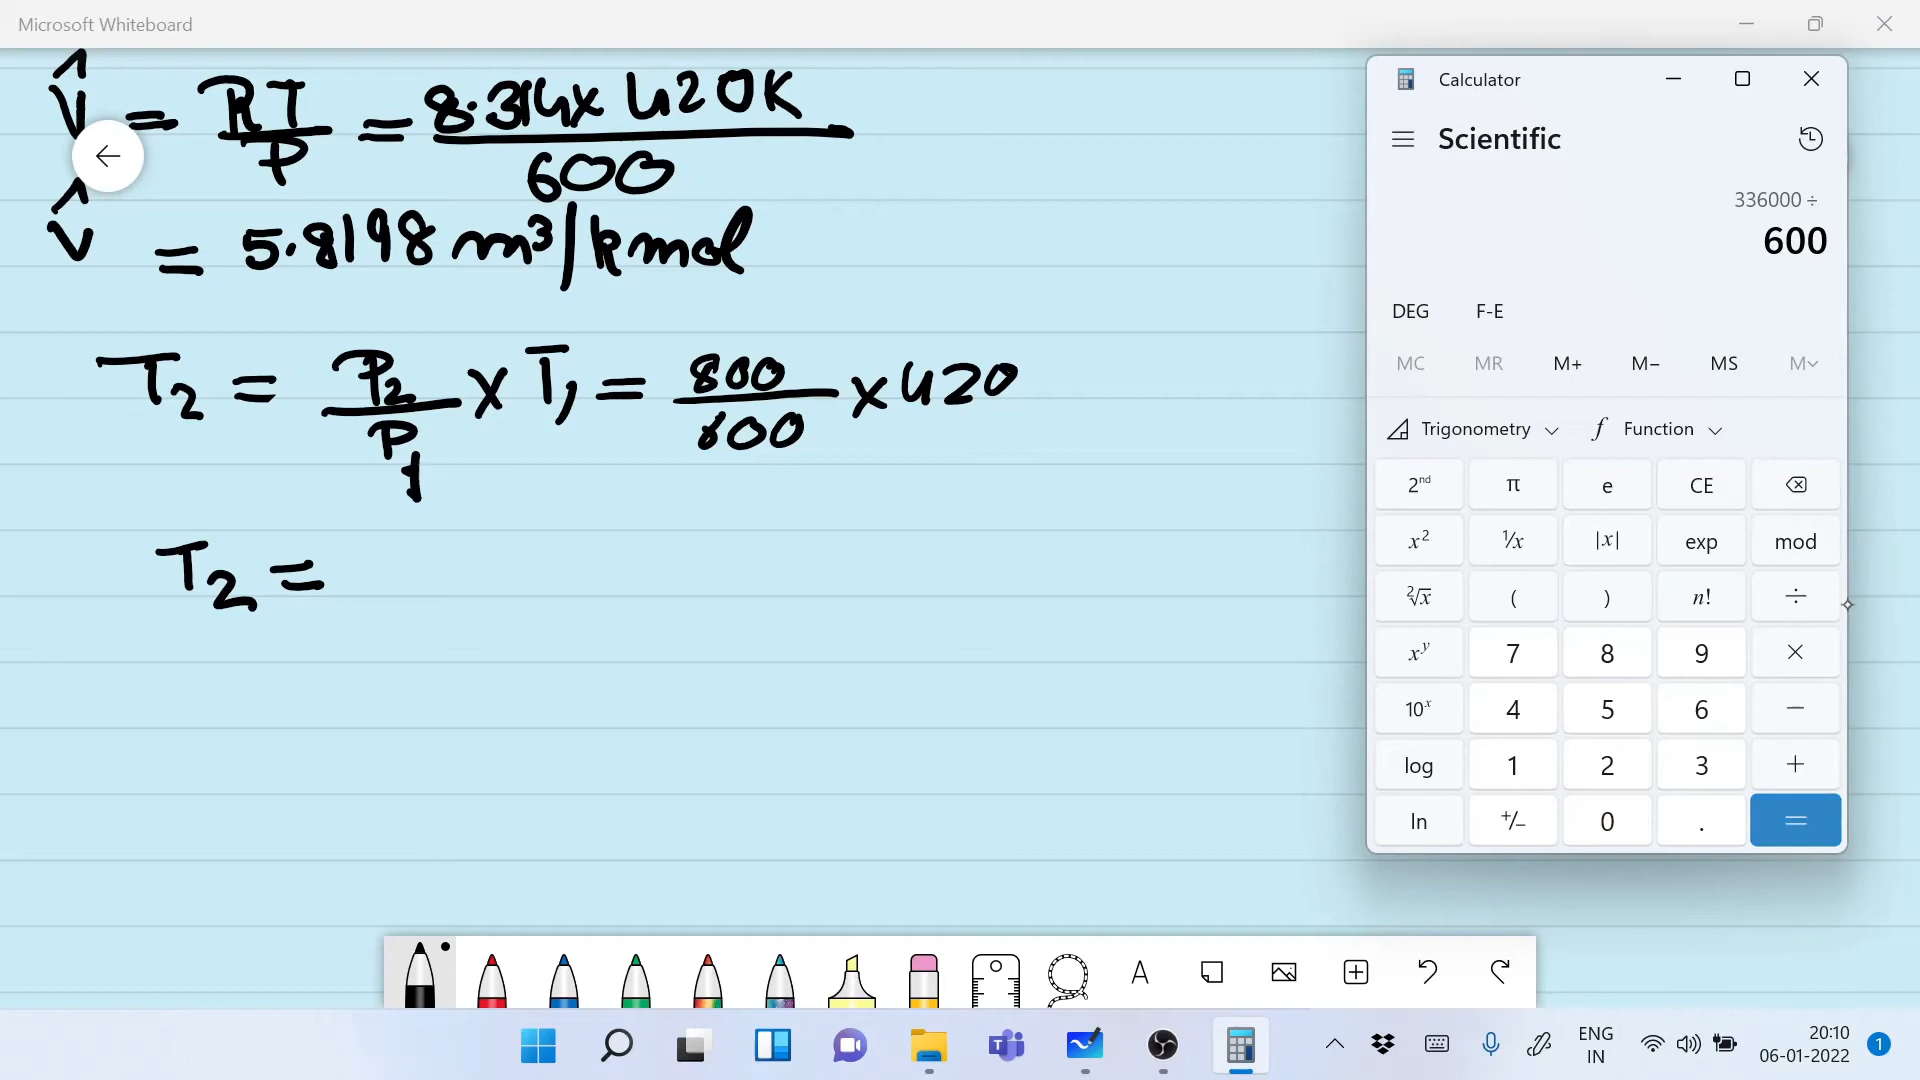 Microsoft Whiteboard
V̂ = RT/P = 8.314x 420K/600
V̂ = 5.8198 m³/kmol
T₂ = P₂/P₁ x T₁ = 800/600 x 420
T₂ =
Calculator
Scientific
336000 ÷
600
DEG F-E
MC MR M+ M− MS M
Trigonometry f Function
2nd π e CE
x² ¹/x |x| exp mod
²√x ( ) n! ÷
xʸ 7 8 9 ×
10ˣ 4 5 6 −
log 1 2 3 +
ln +/− 0 . =
A
T
ENG
IN
20:10
06-01-2022
1